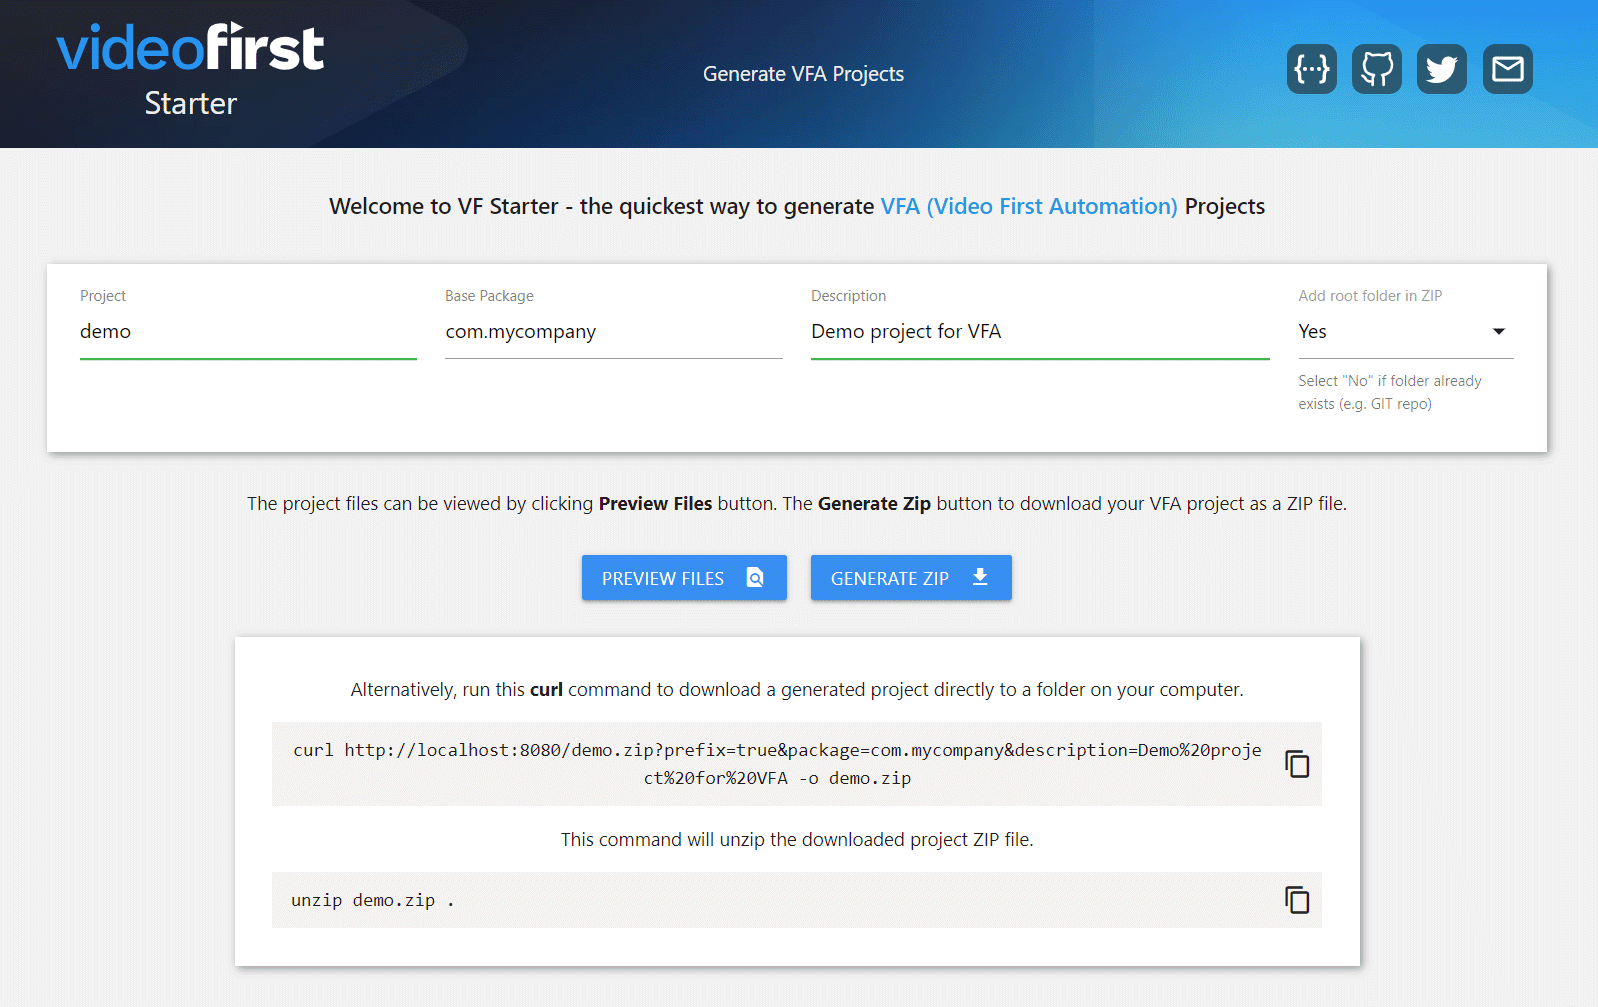 videofirst
Starter
Generate VFA Projects
Welcome to VF Starter - the quickest way to generate VFA (Video First Automation) Projects
Project
Base Package
Description
Add root folder in ZIP
demo
com.mycompany
Demo project for VFA
Yes
Select "No" if folder already
exists (e.g. GIT repo)
The project files can be viewed by clicking Preview Files button. The Generate Zip button to download your VFA project as a ZIP file.
PREVIEW FILES
GENERATE ZIP
Alternatively, run this curl command to download a generated project directly to a folder on your computer.
curl http://localhost:8080/demo.zip?prefix=true&package=com.mycompany&description=Demo%20proje
ct%20for%20VFA -o demo.zip
This command will unzip the downloaded project ZIP file.
unzip demo.zip .